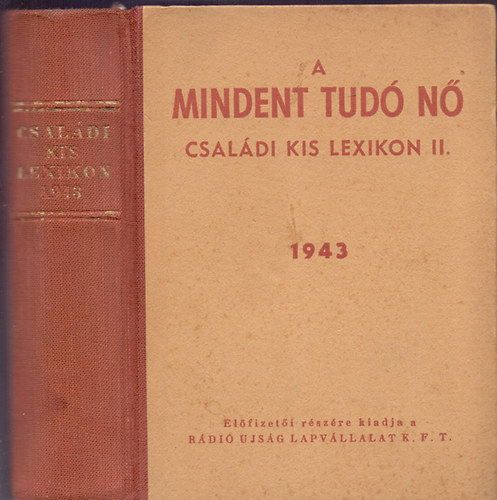 CSALÁDI
KIS
LEXIKON
1943
A
MINDENT TUDÓ NŐ
CSALÁDI KIS LEXIKON II.
1943
Előfizetői részére kiadja a
RÁDIÓ UJSÁG LAPVÁLLALAT K. F. T.